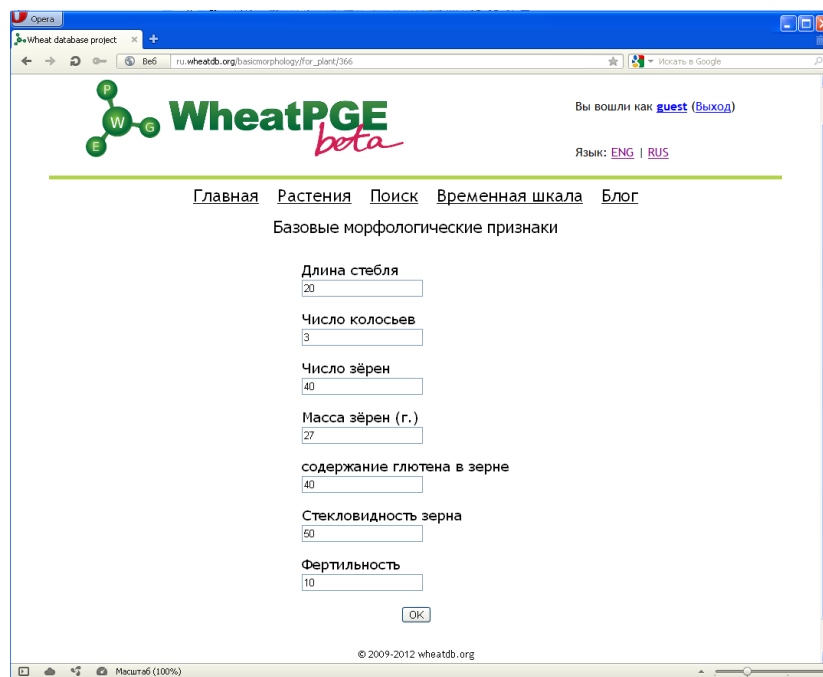 Opera
Wheat database project
Веб
ru.wheatdb.org/basicmorphology/for_plant/366
Искать в Google
P
W
G
E
WheatPGE
beta
Вы вошли как guest (Выход)
Язык: ENG | RUS
Главная Растения Поиск Временная шкала Блог
Базовые морфологические признаки
Длина стебля
20
Число колосьев
3
Число зёрен
40
Масса зёрен (г.)
27
содержание глютена в зерне
40
Стекловидность зерна
50
Фертильность
10
OK
© 2009-2012 wheatdb.org
Масштаб (100%)